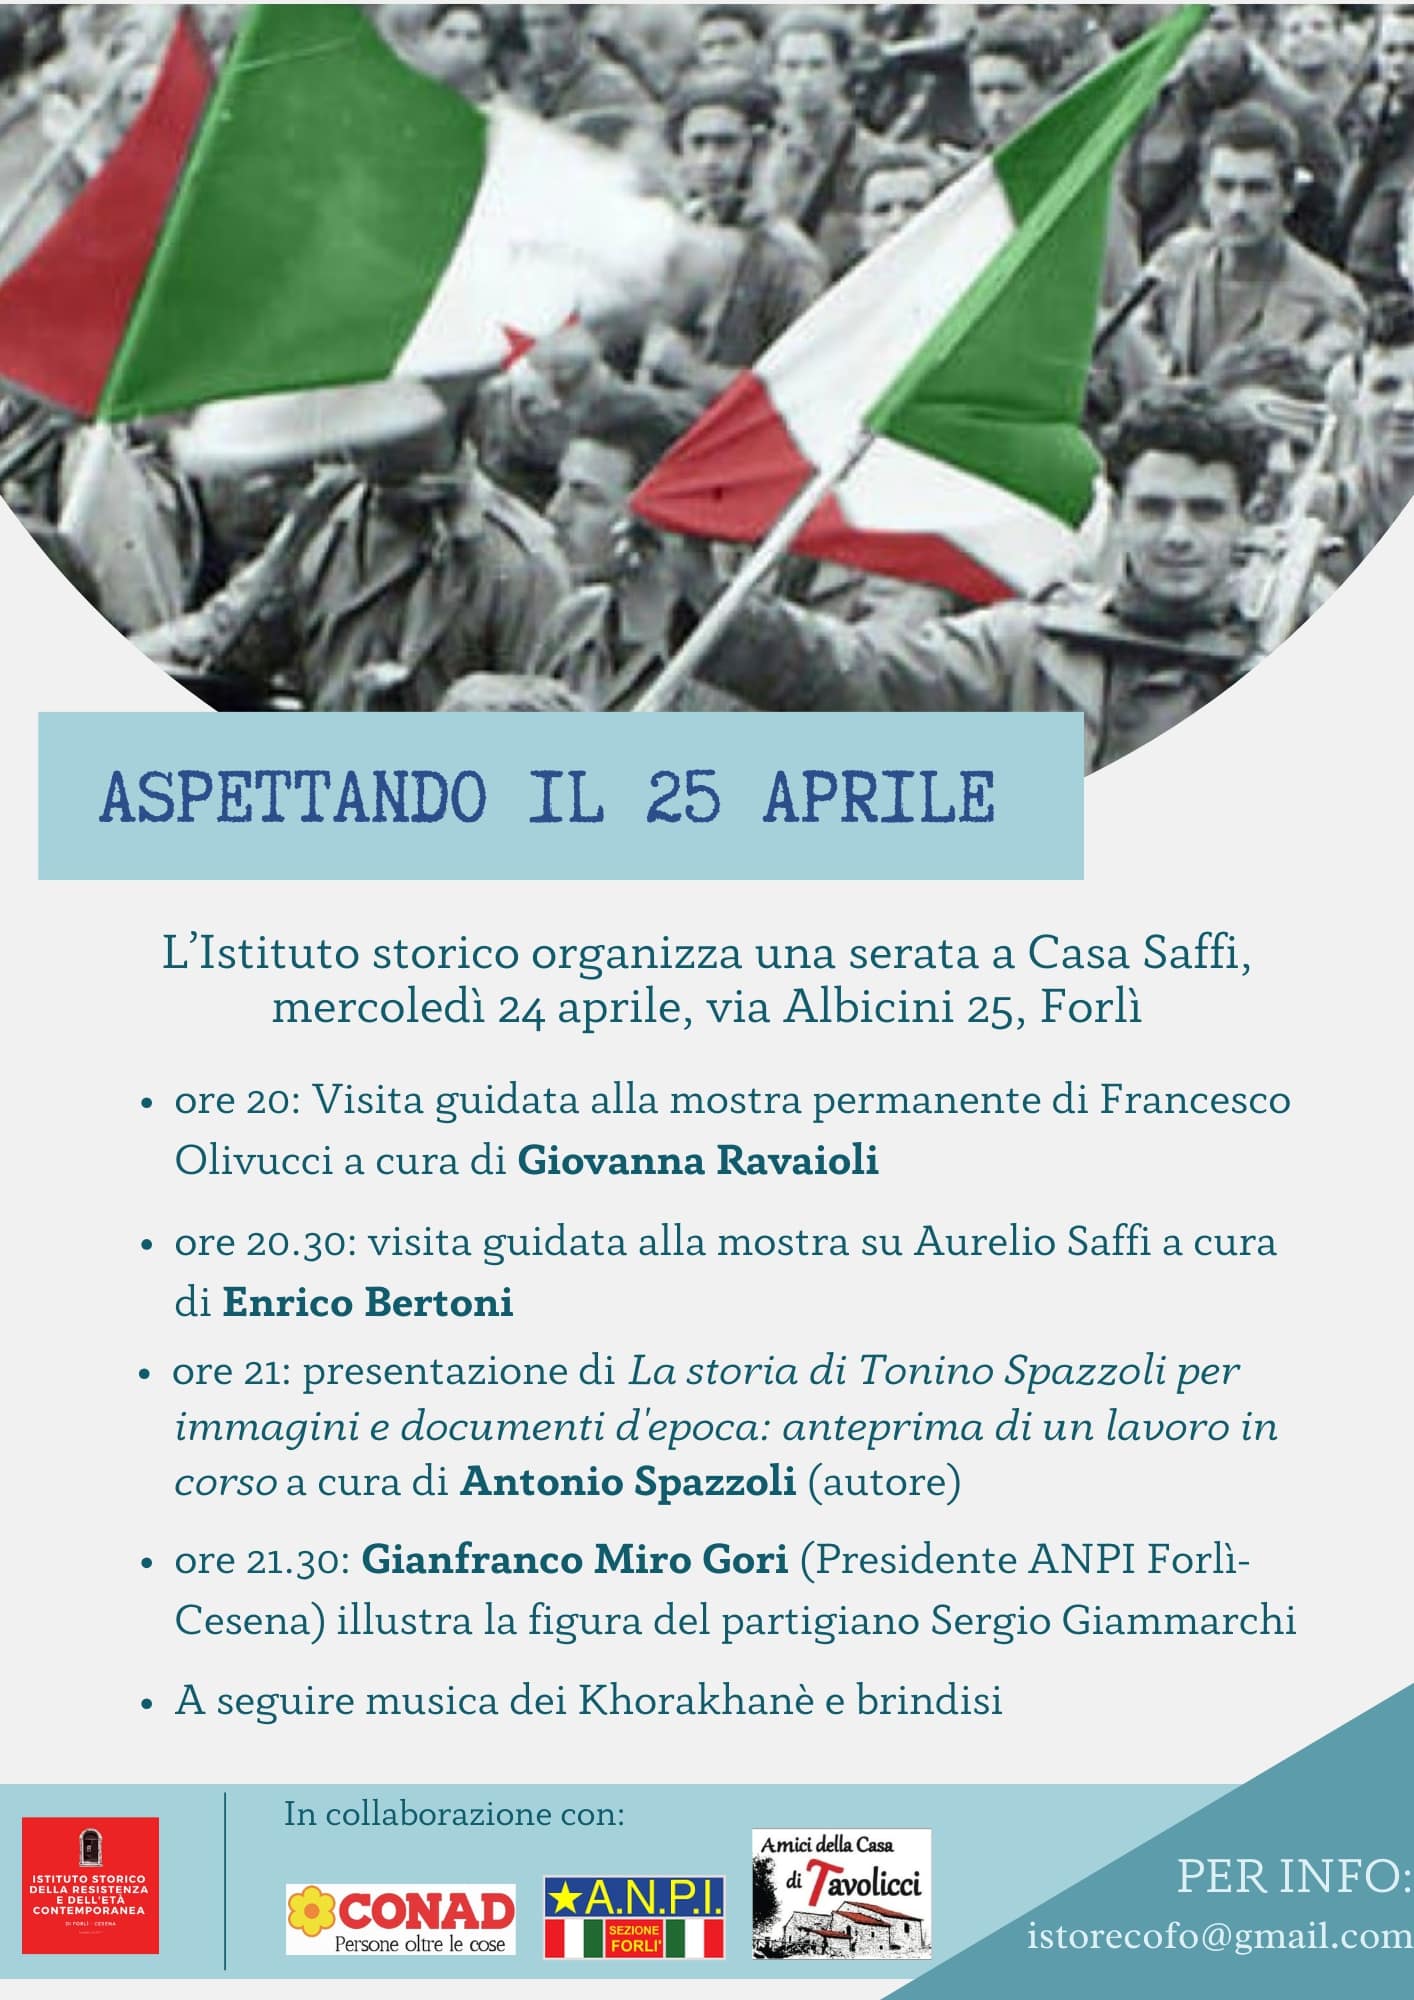 ASPETTANDO IL 25 APRILE
L’Istituto storico organizza una serata a Casa Saffi,
mercoledì 24 aprile, via Albicini 25, Forlì
• ore 20: Visita guidata alla mostra permanente di Francesco
Olivucci a cura di Giovanna Ravaioli
• ore 20.30: visita guidata alla mostra su Aurelio Saffi a cura
di Enrico Bertoni
• ore 21: presentazione di La storia di Tonino Spazzoli per
immagini e documenti d'epoca: anteprima di un lavoro in
corso a cura di Antonio Spazzoli (autore)
• ore 21.30: Gianfranco Miro Gori (Presidente ANPI Forlì-
Cesena) illustra la figura del partigiano Sergio Giammarchi
• A seguire musica dei Khorakhanè e brindisi
ISTITUTO STORICO
DELLA RESISTENZA
E DELL'ETÀ
CONTEMPORANEA
DI FORLÌ - CESENA
In collaborazione con:
CONAD
Persone oltre le cose
A.N.P.I.
SEZIONE
FORLI'
Amici della Casa
di Tavolicci
PER INFO:
istorecofo@gmail.com